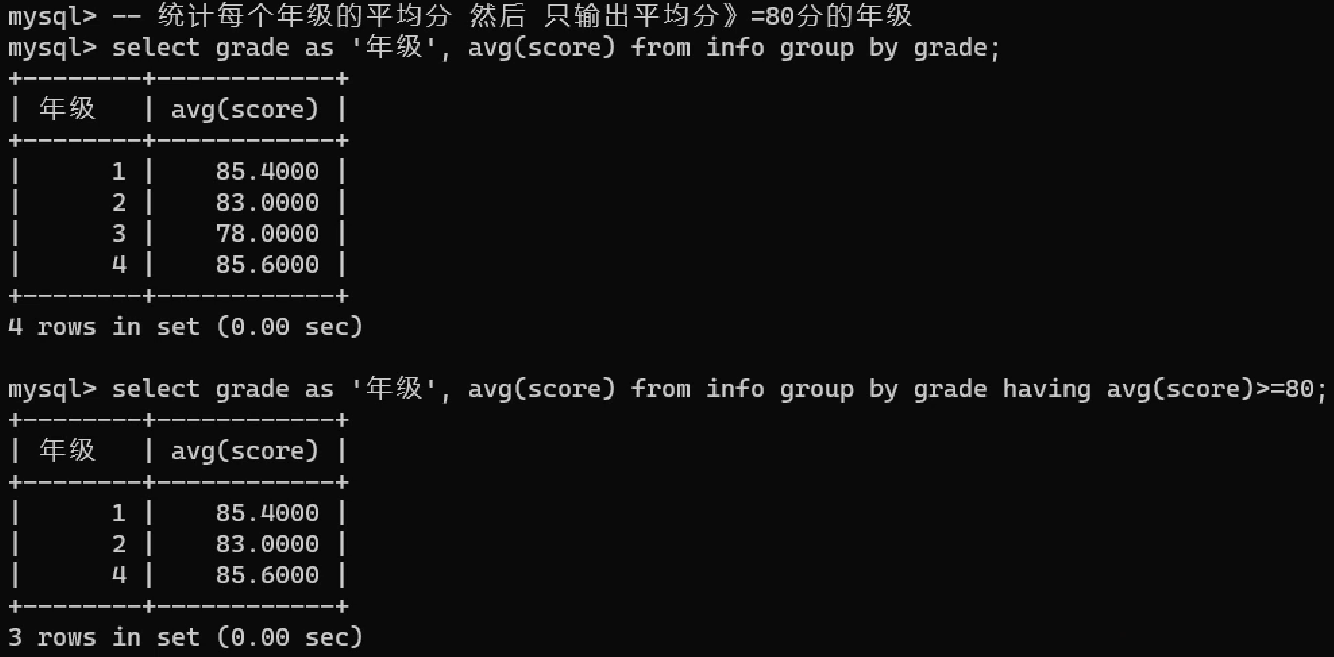 mysql> -- 统计每个年级的平均分 然后 只输出平均分》=80分的年级
mysql> select grade as '年级', avg(score) from info group by grade;
+--------+------------+
| 年级   | avg(score) |
+--------+------------+
|      1 |    85.4000 |
|      2 |    83.0000 |
|      3 |    78.0000 |
|      4 |    85.6000 |
+--------+------------+
4 rows in set (0.00 sec)

mysql> select grade as '年级', avg(score) from info group by grade having avg(score)>=80;
+--------+------------+
| 年级   | avg(score) |
+--------+------------+
|      1 |    85.4000 |
|      2 |    83.0000 |
|      4 |    85.6000 |
+--------+------------+
3 rows in set (0.00 sec)